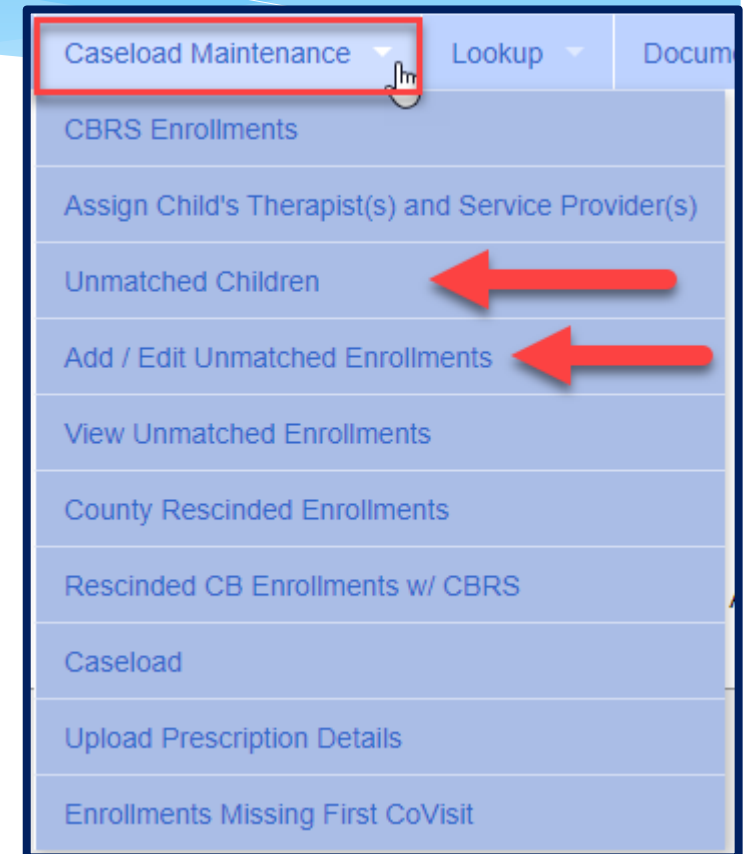 Caseload Maintenance Lookup
CBRS Enrollments
Assign Child's Therapist(s) and Service Provider(s)
Unmatched Children
Add / Edit Unmatched Enrollments
View Unmatched Enrollments
County Rescinded Enrollments
Rescinded CB Enrollments w/ CBRS
Caseload
Upload Prescription Details
Enrollments Missing First CoVisit